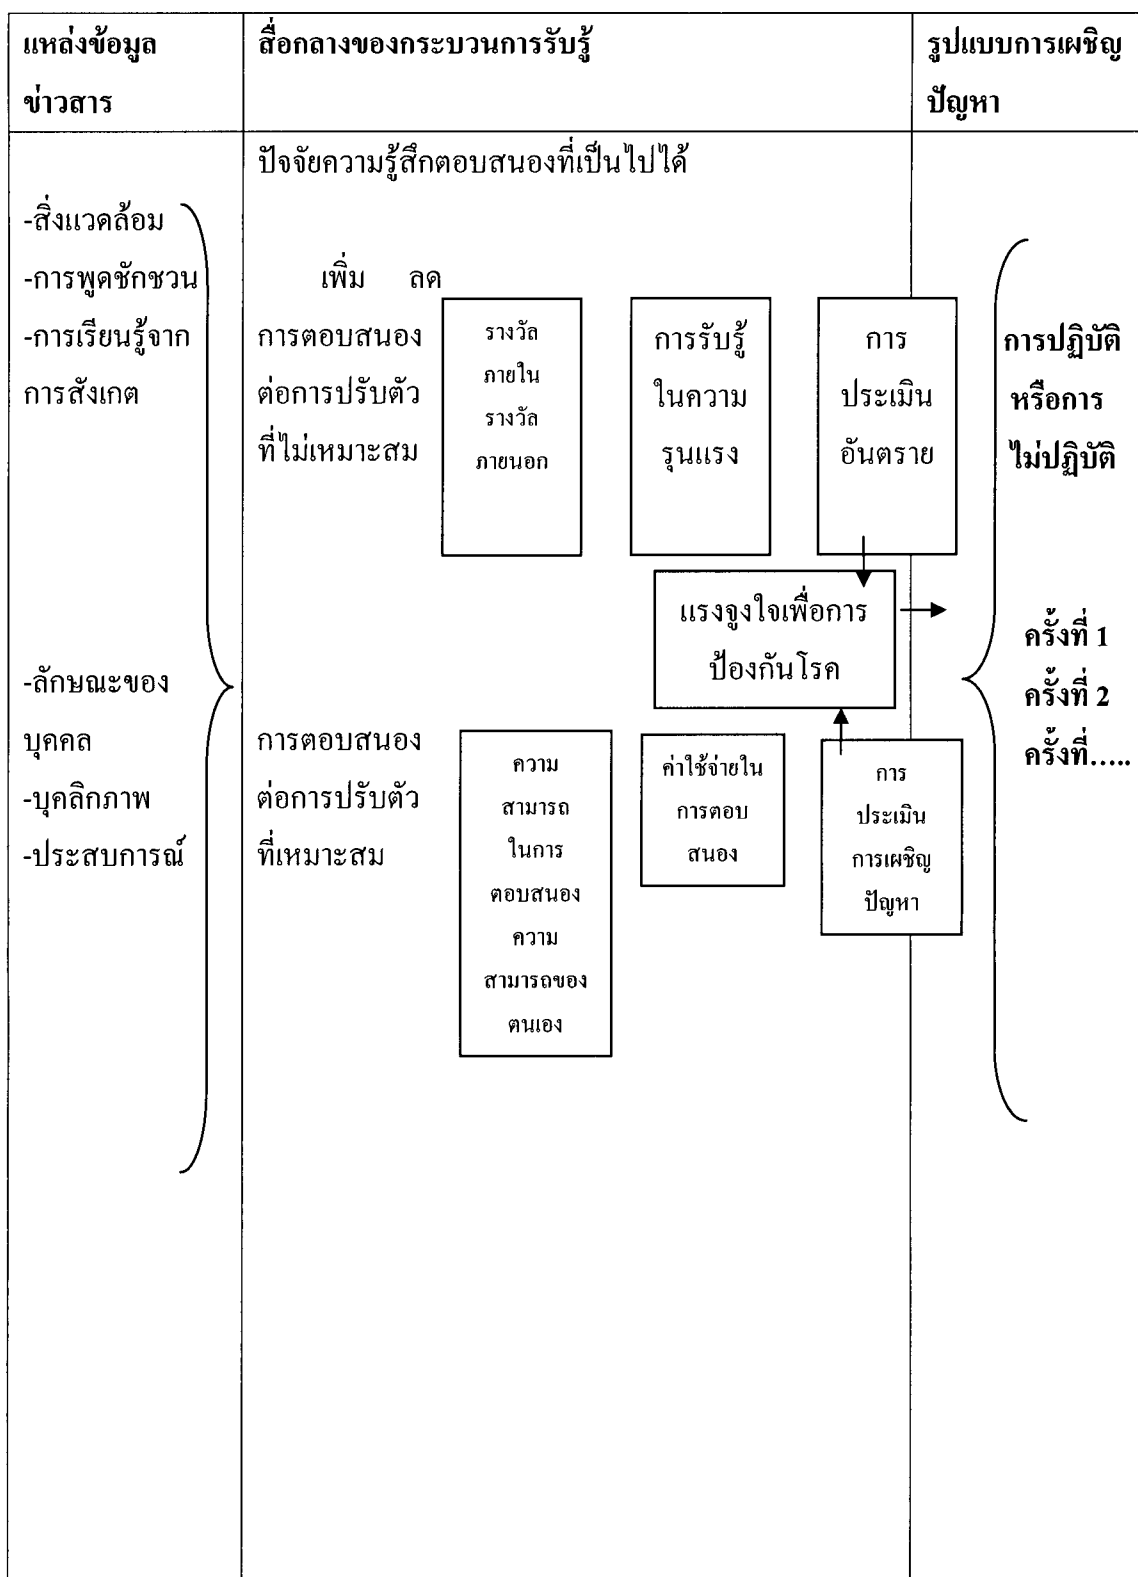 แหล่งข้อมูล
ข่าวสาร
สื่อกลางของกระบวนการรับรู้
รูปแบบการเผชิญ
ปัญหา
-สิ่งแวดล้อม
-การพูดชักชวน
-การเรียนรู้จาก
การสังเกต
-ลักษณะของ
บุคคล
-บุคลิกภาพ
-ประสบการณ์
ปัจจัยความรู้สึกตอบสนองที่เป็นไปได้
เพิ่ม ลด
การตอบสนอง
ต่อการปรับตัว
ที่ไม่เหมาะสม
รางวัล
ภายใน
รางวัล
ภายนอก
การรับรู้
ในความ
รุนแรง
การ
ประเมิน
อันตราย
แรงจูงใจเพื่อการ
ป้องกันโรค
การตอบสนอง
ต่อการปรับตัว
ที่เหมาะสม
ความ
สามารถ
ในการ
ตอบสนอง
ความ
สามารถของ
ตนเอง
ค่าใช้จ่ายใน
การตอบ
สนอง
การ
ประเมิน
การเผชิญ
ปัญหา
การปฏิบัติ
หรือการ
ไม่ปฏิบัติ
ครั้งที่ 1
ครั้งที่ 2
ครั้งที่.....